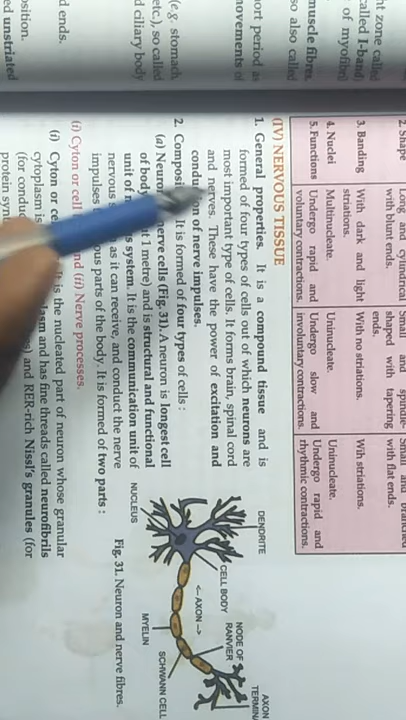 ht zone called
called I-band)
of myofibril
muscle fibres.
so also called
ort period as
movements of
(e.g. stomach,
etc.), so called
d ciliary body
d ends.
osition.
ed unstriated
2. Shape Long and cylindrical with blunt ends. Small and spindle-shaped with tapering ends. Small and branched with flat ends.
3. Banding With dark and light striations. With no striations. Wih striations.
4. Nuclei Multinucleate. Uninucleate. Uninucleate.
5. Functions Undergo rapid and voluntary contractions. Undergo slow and involuntary contractions. Undergo rapid and rhythmic contractions.
(IV) NERVOUS TISSUE
1. General properties. It is a compound tissue and is
formed of four types of cells out of which neurons are
most important type of cells. It forms brain, spinal cord
and nerves. These have the power of excitation and
of nerve impulses.
2. It is formed of four types of cells :
(a) nerve cells (Fig. 31). A neuron is longest cell
of body 1 metre) and is structural and functional
unit of system. It is the communication unit of
nervous as it can receive and conduct the nerve
impulses parts of the body. It is formed of two parts :
(i) Cyton or cell and (ii) Nerve processes.
(i) Cyton or is the nucleated part of neuron whose granular
cytoplasm is and has fine threads called neurofibrils
(for and RER-rich Nissl's granules (for
protein
DENDRITE
CELL BODY
NUCLEUS
<- AXON ->
NODE OF
RANVIER
AXON
MYELIN
SCHWANN CELL
Fig. 31. Neuron and nerve fibres.